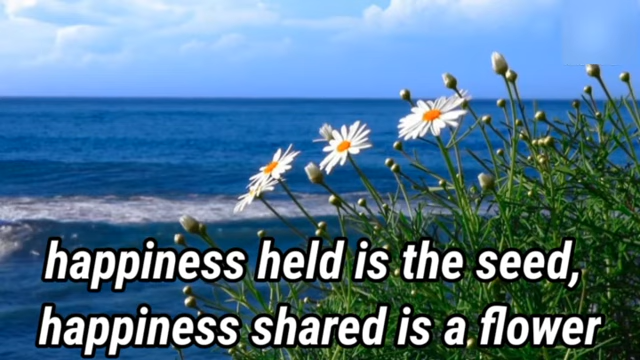 happiness held is the seed,
happiness shared is a flower